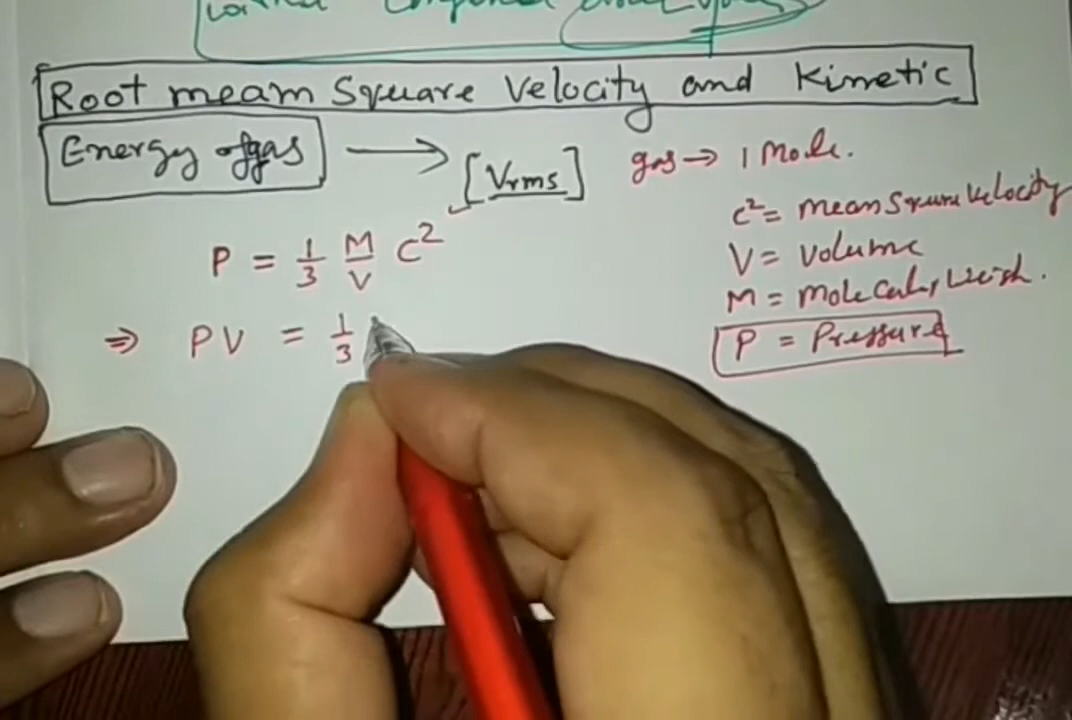 Root mean Square Velocity and Kinetic
Energy of gas → [Vrms]
gas → 1 Mole.
P = 1/3 M/V C²
c² = mean square velocity
V = volume
M = molecular
P = Pressure
⇒ PV = 1/3